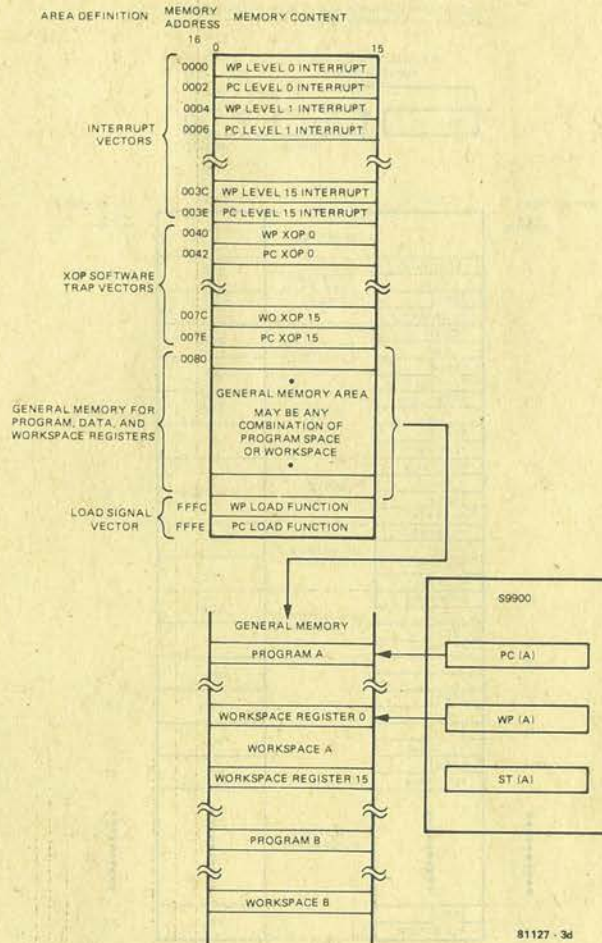 AREA DEFINITION
MEMORY
ADDRESS
16
MEMORY CONTENT
0 15
INTERRUPT
VECTORS
0000 WP LEVEL 0 INTERRUPT
0002 PC LEVEL 0 INTERRUPT
0004 WP LEVEL 1 INTERRUPT
0006 PC LEVEL 1 INTERRUPT
003C WP LEVEL 15 INTERRUPT
003E PC LEVEL 15 INTERRUPT
XOP SOFTWARE
TRAP VECTORS
0040 WP XOP 0
0042 PC XOP 0
007C WO XOP 15
007E PC XOP 15
GENERAL MEMORY FOR
PROGRAM, DATA, AND
WORKSPACE REGISTERS
0080
GENERAL MEMORY AREA
MAY BE ANY
COMBINATION OF
PROGRAM SPACE
OR WORKSPACE
LOAD SIGNAL
VECTOR
FFFC WP LOAD FUNCTION
FFFE PC LOAD FUNCTION
GENERAL MEMORY
PROGRAM A
WORKSPACE REGISTER 0
WORKSPACE A
WORKSPACE REGISTER 15
PROGRAM B
WORKSPACE B
S9900
PC (A)
WP (A)
ST (A)
81127 - 3d